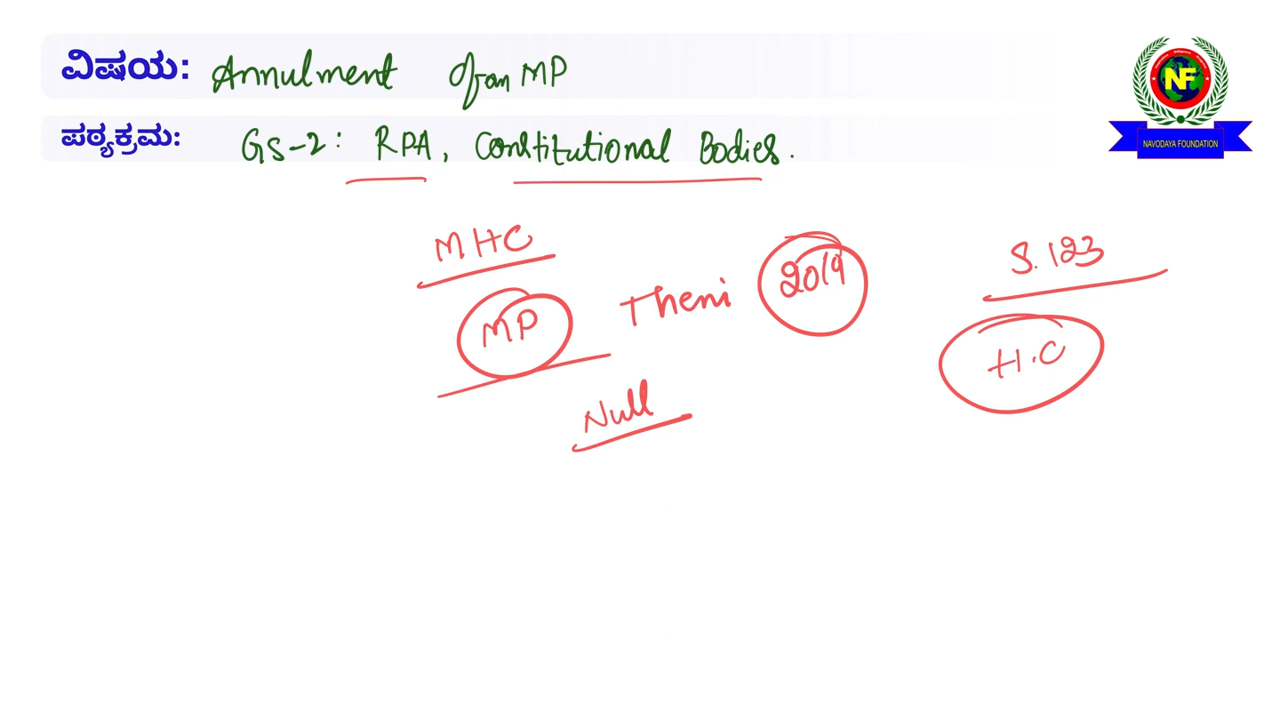 ವಿಷಯ: Annulment Of an MP
ಪಠ್ಯಕ್ರಮ: GS-2: RPA, Constitutional Bodies.
NF
NAVODAYA FOUNDATION
MHC
MP Theni 2019
Null
S.123
H.C